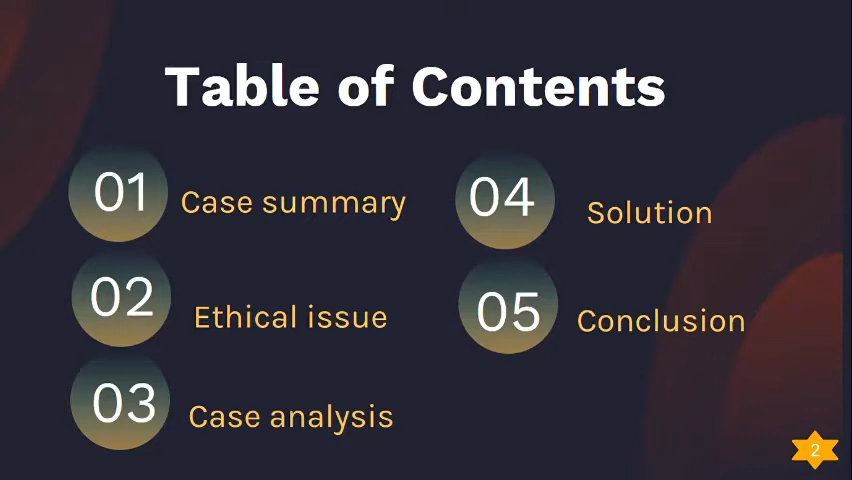 Table of Contents
01 Case summary
02 Ethical issue
03 Case analysis
04 Solution
05 Conclusion
2